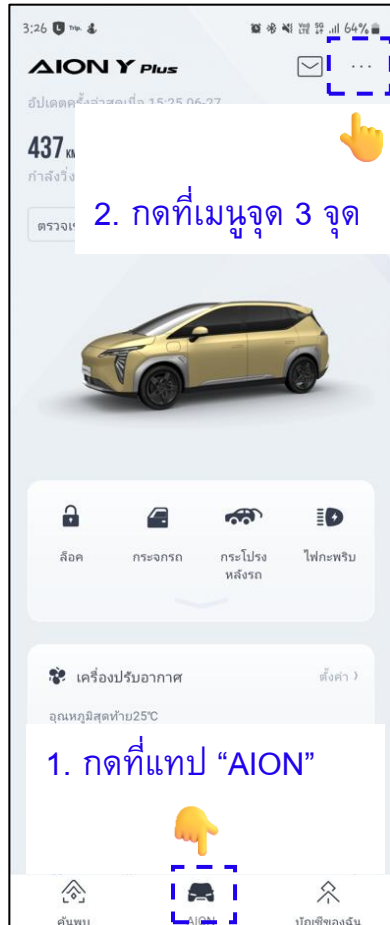 3:26
64%
AION Y Plus
อัปเดตครั้งล่าสุดเมื่อ 15:25 06-27
437 KM
กำลังวิ่ง
2. กดที่เมนูจุด 3 จุด
ล็อค
กระจกรถ
กระโปรงหลังรถ
ไฟกะพริบ
เครื่องปรับอากาศ
ตั้งค่า
อุณหภูมิสุดท้าย25℃
1. กดที่แทป “AION”
ค้นพบ
AION
บัญชีของฉัน